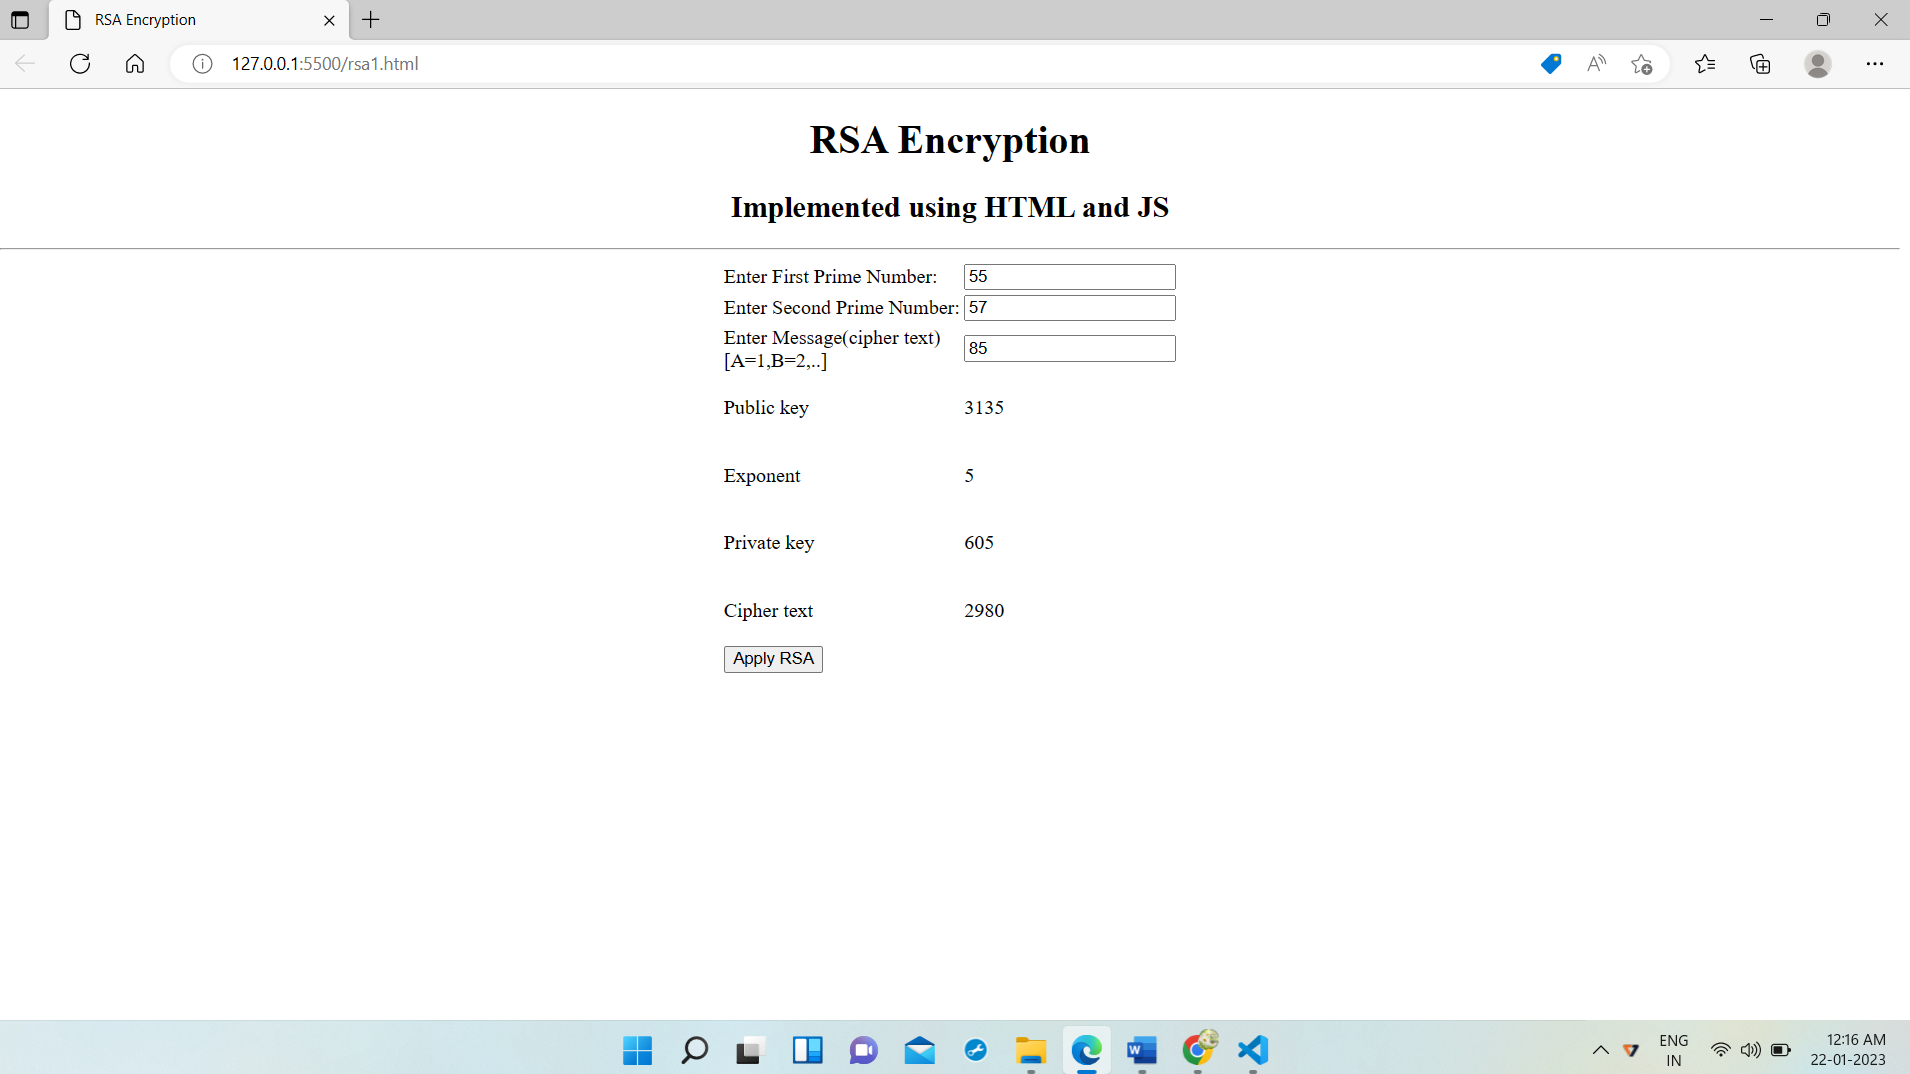 RSA Encryption
127.0.0.1:5500/rsa1.html
RSA Encryption
Implemented using HTML and JS
Enter First Prime Number: 55
Enter Second Prime Number: 57
Enter Message(cipher text)
[A=1,B=2,..] 85
Public key 3135
Exponent 5
Private key 605
Cipher text 2980
Apply RSA
ENG
IN
12:16 AM
22-01-2023